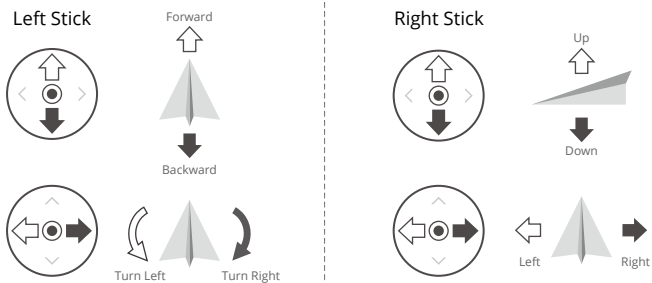 Left Stick
Forward
Backward
Turn Left
Turn Right
Right Stick
Up
Down
Left
Right